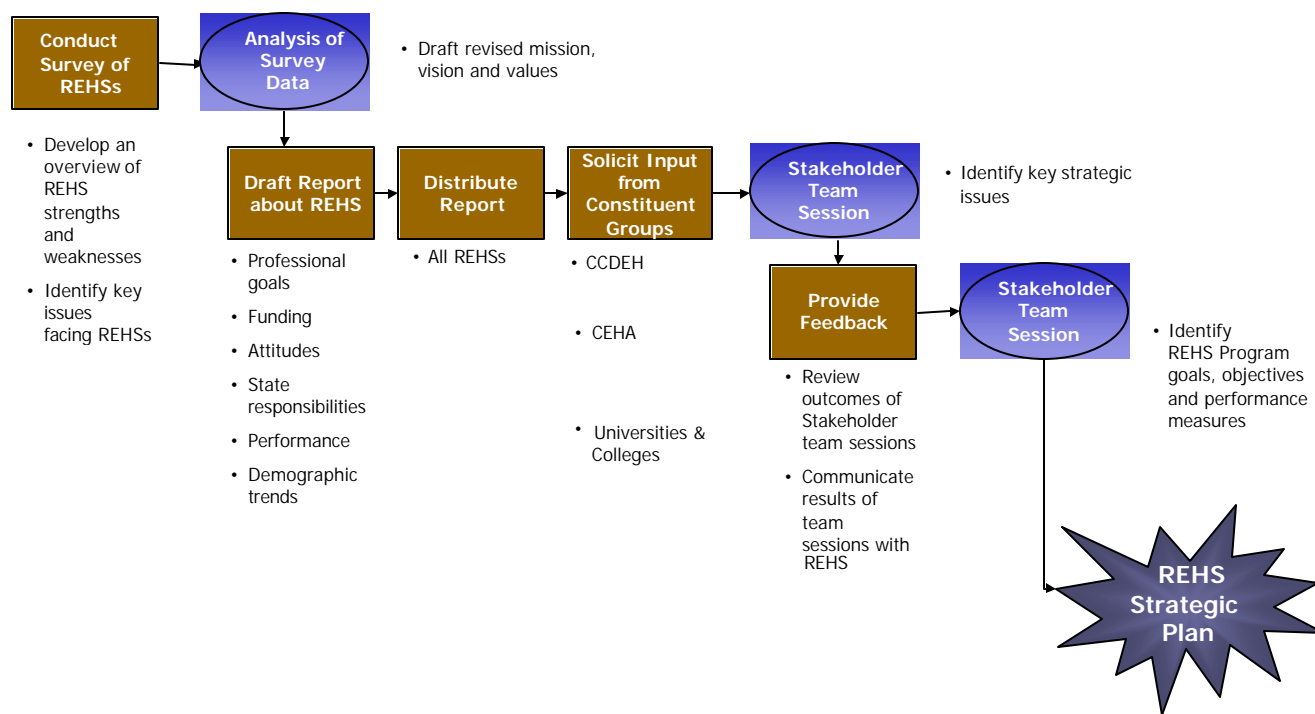 Conduct
Survey of
REHSs
Analysis of
Survey
Data
• Draft revised mission,
vision and values
• Develop an
overview of
REHS
strengths
and
weaknesses
• Identify key
issues
facing REHSs
Draft Report
about REHS
• Professional
goals
• Funding
• Attitudes
• State
responsibilities
• Performance
• Demographic
trends
Distribute
Report
• All REHSs
Solicit Input
from
Constituent
Groups
• CCDEH
• CEHA
• Universities &
Colleges
Stakeholder
Team
Session
• Identify key strategic
issues
Provide
Feedback
• Review
outcomes of
Stakeholder
team sessions
• Communicate
results of
team
sessions with
REHS
Stakeholder
Team
Session
• Identify
REHS Program
goals, objectives
and performance
measures
REHS
Strategic
Plan